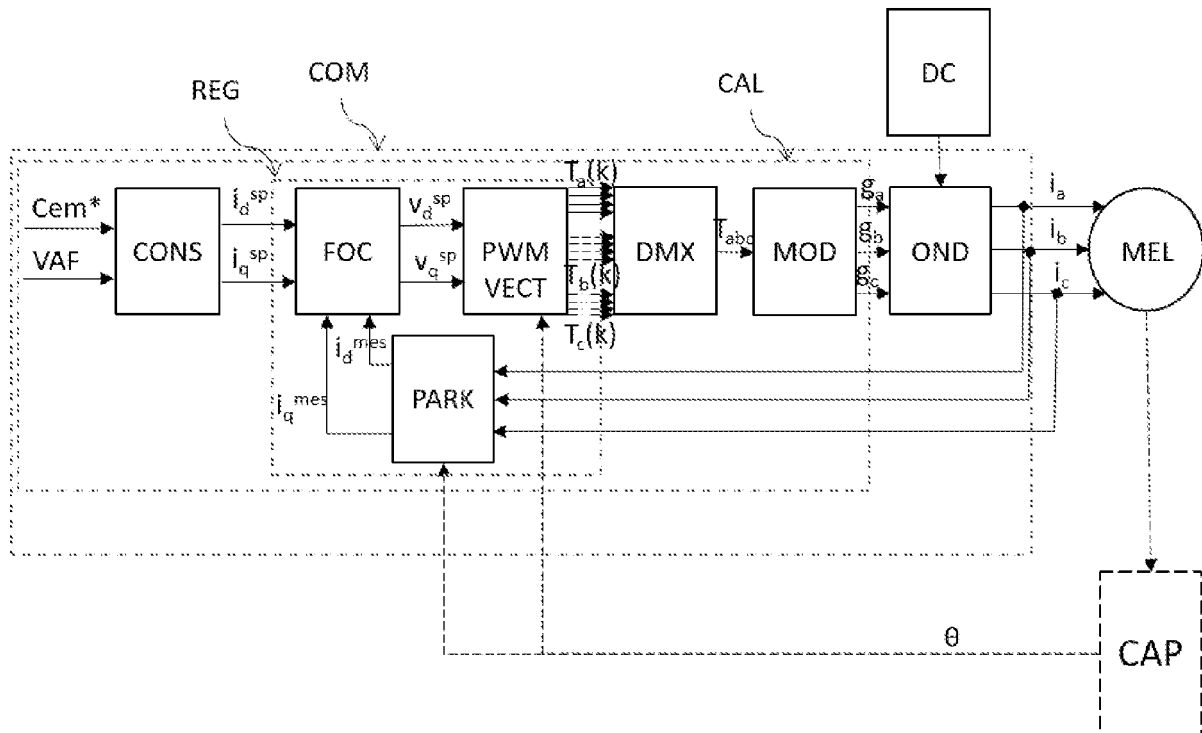 DC
COM
CAL
REG
T_a(k)
Cem*
i_d^sp
v_d^sp
g_a
i_a
CONS
FOC
PWM
VECT
DMX
T_abc
MOD
g_b
OND
i_b
MEL
VAF
i_q^sp
v_q^sp
T_b(k)
g_c
i_c
T_c(k)
i_d^mes
PARK
i_q^mes
θ
CAP